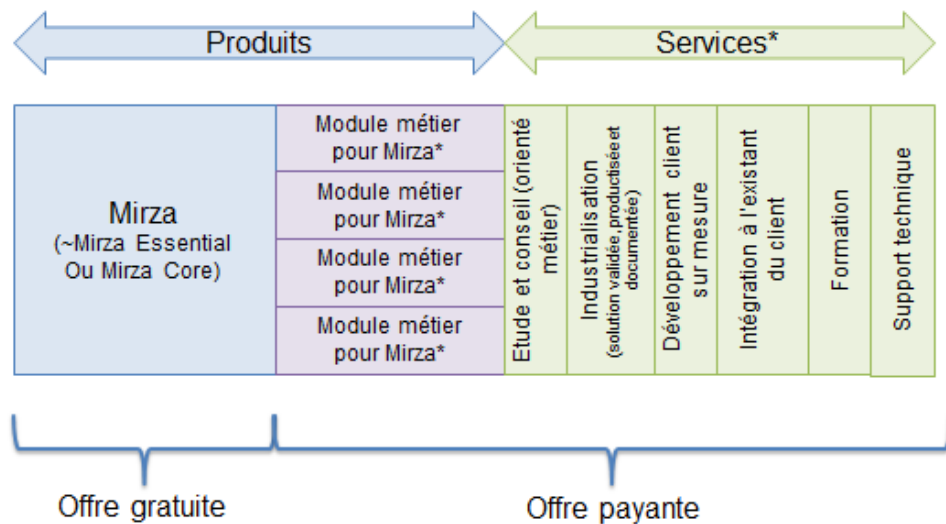 Produits
Services*
Mirza
(~Mirza Essential
Ou Mirza Core)
Module métier
pour Mirza*
Module métier
pour Mirza*
Module métier
pour Mirza*
Module métier
pour Mirza*
Etude et conseil (orienté
métier)
Industrialisation
(solution validée,productisée et
documentée)
Développement client
sur mesure
Intégration à l'existant
du client
Formation
Support technique
Offre gratuite
Offre payante